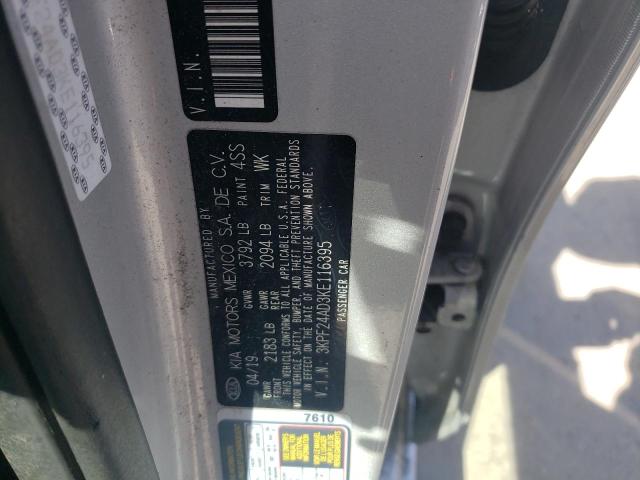 V.I.N.
MANUFACTURED BY
KIA KIA MOTORS MEXICO S.A. DE C.V.
04/19 GVWR 3792 LB PAINT 4SS
GAWR FRONT 2183 LB GAWR REAR 2094 LB TRIM WK
THIS VEHICLE CONFORMS TO ALL APPLICABLE U.S.A. FEDERAL
MOTOR VEHICLE SAFETY, BUMPER, AND THEFT PREVENTION STANDARDS
IN EFFECT ON THE DATE OF MANUFACTURE SHOWN ABOVE.
V.I.N. 3KPF24AD3KE116395
PASSENGER CAR
7610